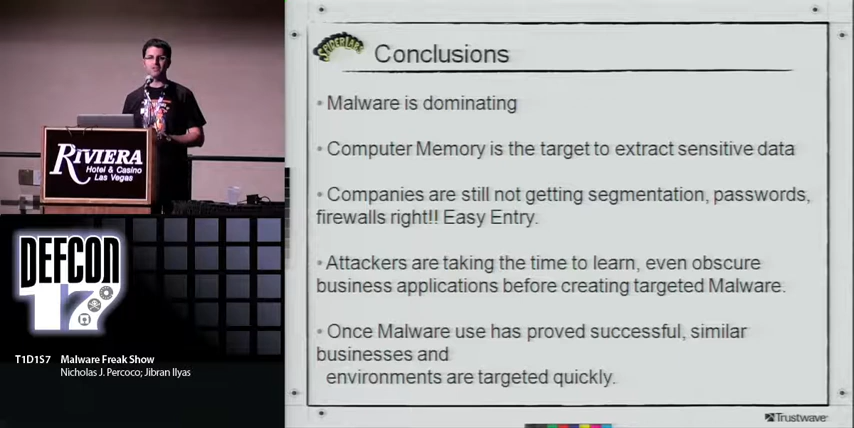 RIVIERA
Hotel & Casino
Las Vegas
DEFCON
17
T1D1S7 Malware Freak Show
Nicholas J. Percoco; Jibran Ilyas
SPIDERLABS
Conclusions
• Malware is dominating
• Computer Memory is the target to extract sensitive data
• Companies are still not getting segmentation, passwords,
firewalls right!! Easy Entry.
• Attackers are taking the time to learn, even obscure
business applications before creating targeted Malware.
• Once Malware use has proved successful, similar
businesses and
environments are targeted quickly.
Trustwave